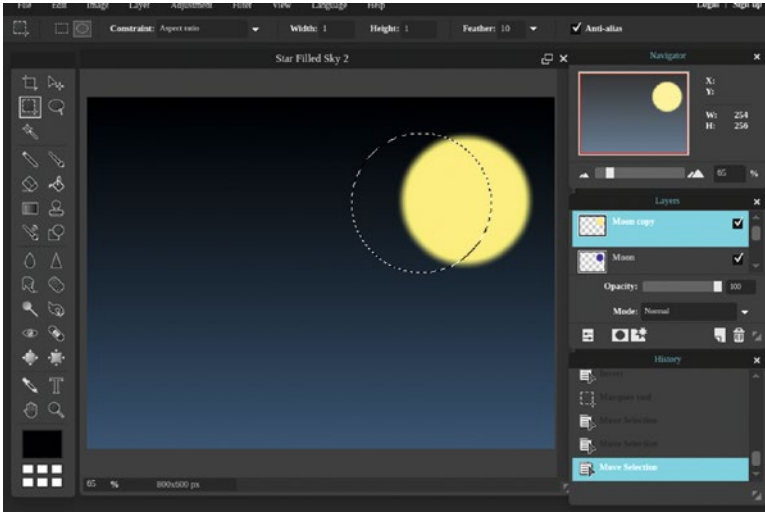 File Edit Image Layer Adjustment Filter View Language Help Login | Sign up
Constraint: Aspect ratio Width: 1 Height: 1 Feather: 10 Anti-alias
Star Filled Sky 2
Navigator
X:
Y:
W: 254
H: 256
65 %
Layers
Moon copy
Moon
Opacity: 100
Mode: Normal
History
Marquee tool
Move Selection
Move Selection
Move Selection
65 % 800x600 px